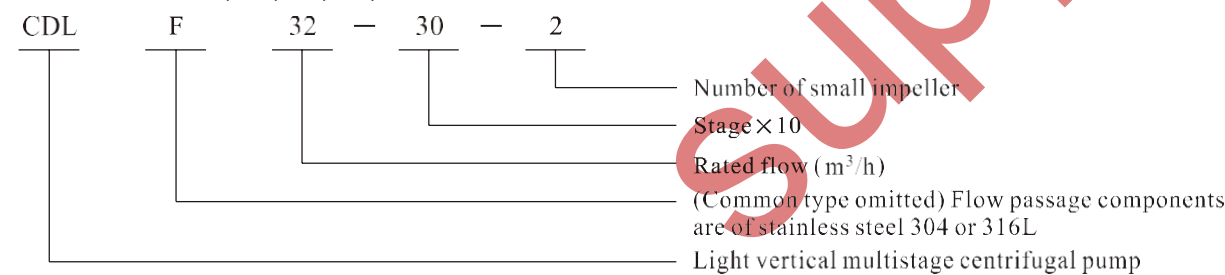 CDL F 32 — 30 — 2
Number of small impeller
Stage×10
Rated flow (m³/h)
(Common type omitted) Flow passage components
are of stainless steel 304 or 316L
Light vertical multistage centrifugal pump